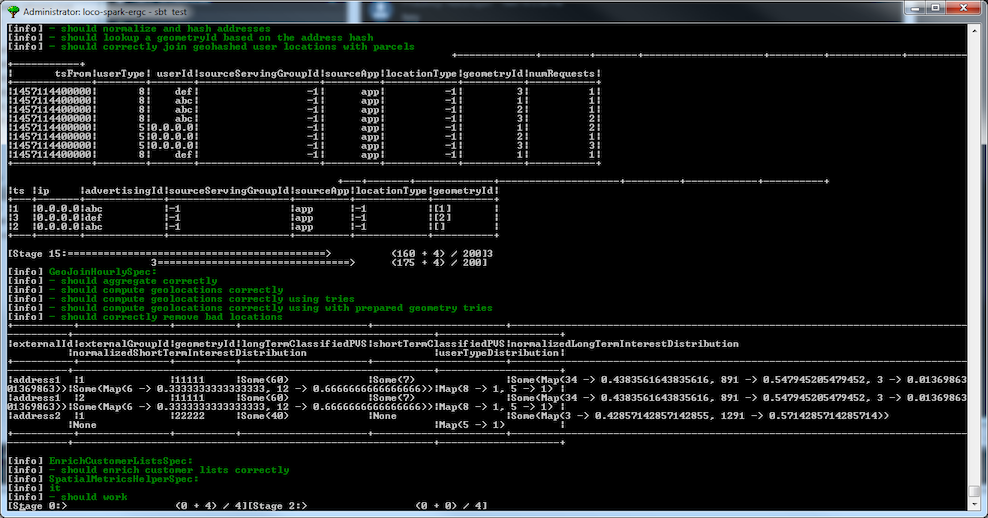 Administrator: loco-spark-ergc - sbt test
[info] - should normalize and hash addresses
[info] - should lookup a geometryId based on the address hash
[info] - should correctly join geohashed user locations with parcels
| tsFrom|userType| userId|sourceServingGroupId|sourceApp|locationType|geometryId|numRequests|
|1457114400000| 8| def| -1| app| -1| 3| 1|
|1457114400000| 8| abc| -1| app| -1| 1| 1|
|1457114400000| 8| abc| -1| app| -1| 2| 1|
|1457114400000| 8| abc| -1| app| -1| 3| 2|
|1457114400000| 5|0.0.0.0| -1| app| -1| 1| 2|
|1457114400000| 5|0.0.0.0| -1| app| -1| 2| 1|
|1457114400000| 5|0.0.0.0| -1| app| -1| 3| 3|
|1457114400000| 8| def| -1| app| -1| 1| 1|
|ts |ip |advertisingId|sourceServingGroupId|sourceApp|locationType|geometryId|
|1 |0.0.0.0|abc |-1 |app |-1 |[1] |
|3 |0.0.0.0|def |-1 |app |-1 |[2] |
|2 |0.0.0.0|abc |-1 |app |-1 |[] |
[Stage 15:===========================================> (160 + 4) / 200]3
3================================> (175 + 4) / 200]
[info] GeoJoinHourlySpec:
[info] - should aggregate correctly
[info] - should compute geolocations correctly
[info] - should compute geolocations correctly using tries
[info] - should compute geolocations correctly using with prepared geometry tries
[info] - should correctly remove bad locations
|externalId|externalGroupId|geometryId|longTermClassifiedPVS|shortTermClassifiedPVS|normalizedLongTermInterestDistribution
|normalizedShortTermInterestDistribution |userTypeDistribution|
|address1 |1 |11111 |Some(60) |Some(7) |Some(Map(34 -> 0.4383561643835616, 891 -> 0.547945205479452, 3 -> 0.01369863
01369863))|Some(Map(6 -> 0.3333333333333333, 12 -> 0.6666666666666666))|Map(8 -> 1, 5 -> 1) |
|address1 |2 |11111 |Some(60) |Some(7) |Some(Map(34 -> 0.4383561643835616, 891 -> 0.547945205479452, 3 -> 0.01369863
01369863))|Some(Map(6 -> 0.3333333333333333, 12 -> 0.6666666666666666))|Map(8 -> 1, 5 -> 1) |
|address2 |1 |22222 |Some(40) |None |Some(Map(3 -> 0.42857142857142855, 1291 -> 0.5714285714285714))
|None |Map(5 -> 1) |
[info] EnrichCustomerListsSpec:
[info] - should enrich customer lists correctly
[info] SpatialMetricsHelperSpec:
[info] it
[info] - should work
[Stage 0:> (0 + 4) / 4][Stage 2:> (0 + 0) / 4]